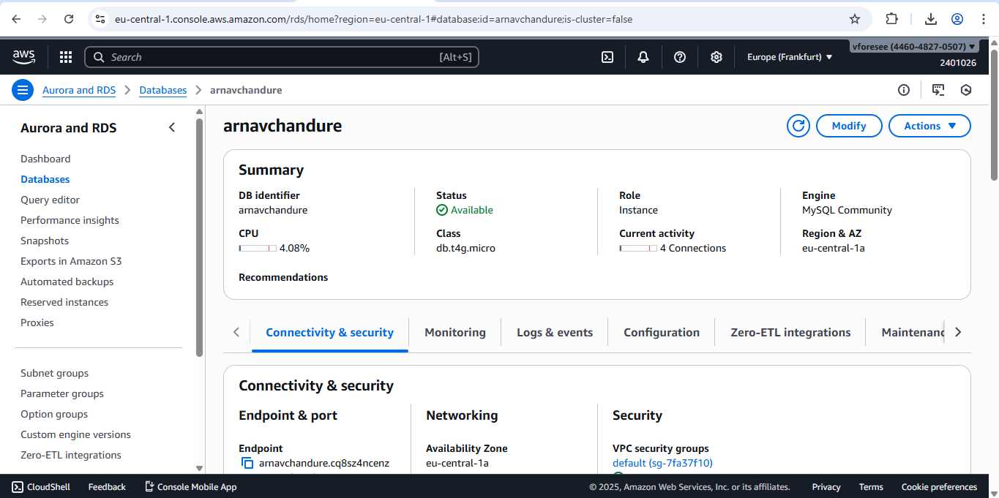 eu-central-1.console.aws.amazon.com/rds/home?region=eu-central-1#database:id=arnavchandure;is-cluster=false
aws
Search [Alt+S]
Europe (Frankfurt)
vforesee (4460-4827-0507)
2401026
Aurora and RDS
Databases
arnavchandure
Aurora and RDS
Dashboard
Databases
Query editor
Performance insights
Snapshots
Exports in Amazon S3
Automated backups
Reserved instances
Proxies
Subnet groups
Parameter groups
Option groups
Custom engine versions
Zero-ETL integrations
arnavchandure
Modify
Actions
Summary
DB identifier
arnavchandure
Status
Available
Role
Instance
Engine
MySQL Community
CPU
4.08%
Class
db.t4g.micro
Current activity
4 Connections
Region & AZ
eu-central-1a
Recommendations
Connectivity & security
Monitoring
Logs & events
Configuration
Zero-ETL integrations
Maintenanc
Connectivity & security
Endpoint & port
Endpoint
arnavchandure.cq8sz4ncenz
Networking
Availability Zone
eu-central-1a
Security
VPC security groups
default (sg-7fa37f10)
CloudShell
Feedback
Console Mobile App
© 2025, Amazon Web Services, Inc. or its affiliates.
Privacy
Terms
Cookie preferences